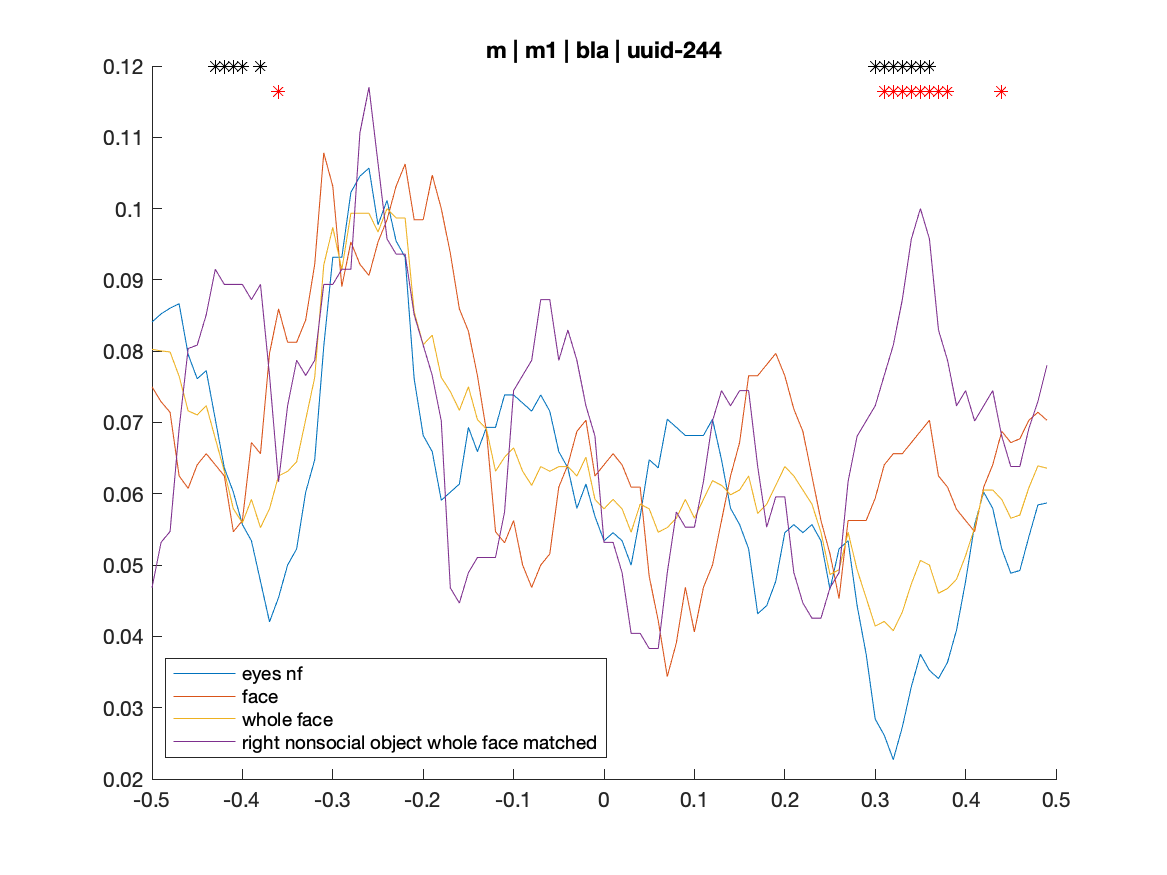 m | m1 | bla | uuid-244
0.12
0.11
0.1
0.09
0.08
0.07
0.06
0.05
0.04
0.03
0.02
eyes nf
face
whole face
right nonsocial object whole face matched
-0.5 -0.4 -0.3 -0.2 -0.1 0 0.1 0.2 0.3 0.4 0.5